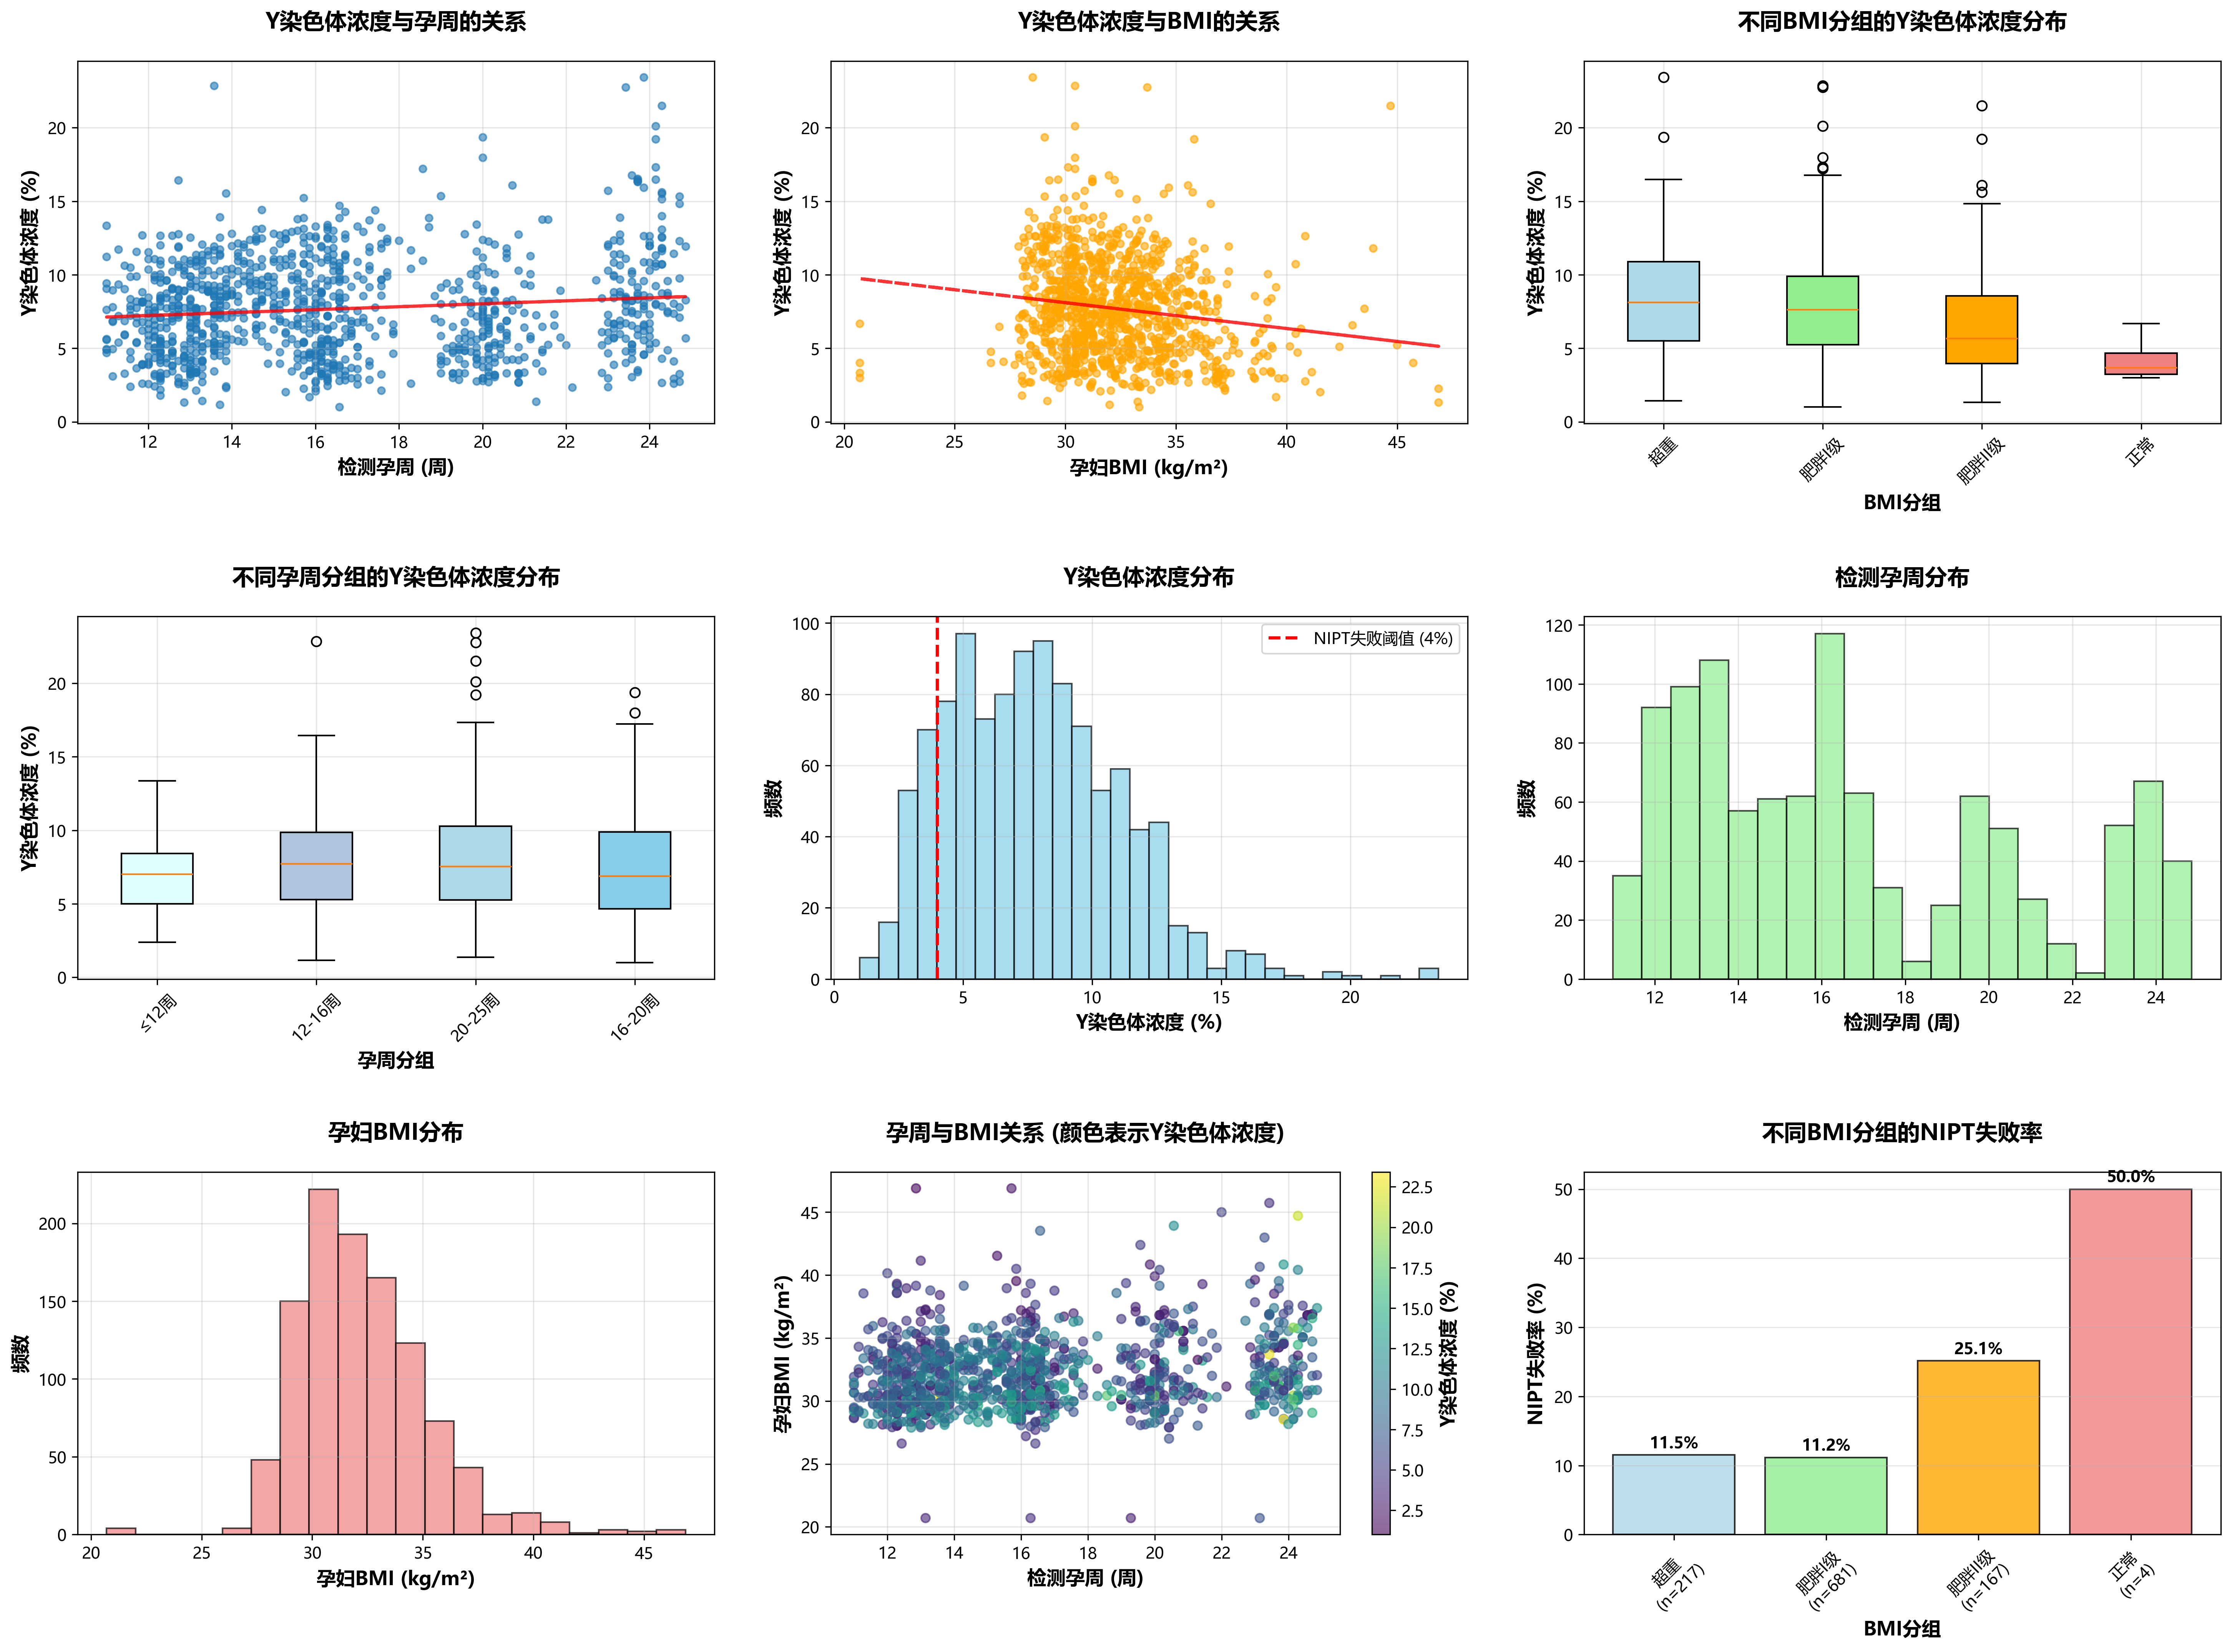 Y染色体浓度与孕周的关系
Y染色体浓度 (%)
20
15
10
5
0
12 14 16 18 20 22 24
检测孕周 (周)
Y染色体浓度与BMI的关系
Y染色体浓度 (%)
20
15
10
5
0
20 25 30 35 40 45
孕妇BMI (kg/m²)
不同BMI分组的Y染色体浓度分布
Y染色体浓度 (%)
20
15
10
5
0
超重 肥胖I级 肥胖II级 正常
BMI分组
不同孕周分组的Y染色体浓度分布
Y染色体浓度 (%)
20
15
10
5
0
≤12周 12-16周 20-25周 16-20周
孕周分组
Y染色体浓度分布
频数
100
80
60
40
20
0
NIPT失败阈值 (4%)
0 5 10 15 20
Y染色体浓度 (%)
检测孕周分布
频数
120
100
80
60
40
20
0
12 14 16 18 20 22 24
检测孕周 (周)
孕妇BMI分布
频数
200
150
100
50
0
20 25 30 35 40 45
孕妇BMI (kg/m²)
孕周与BMI关系 (颜色表示Y染色体浓度)
孕妇BMI (kg/m²)
45
40
35
30
25
20
12 14 16 18 20 22 24
检测孕周 (周)
22.5
20.0
17.5
15.0
12.5
10.0
7.5
5.0
2.5
Y染色体浓度 (%)
不同BMI分组的NIPT失败率
NIPT失败率 (%)
50
40
30
20
10
0
11.5%
11.2%
25.1%
50.0%
超重
(n=217)
肥胖I级
(n=681)
肥胖II级
(n=167)
正常
(n=4)
BMI分组